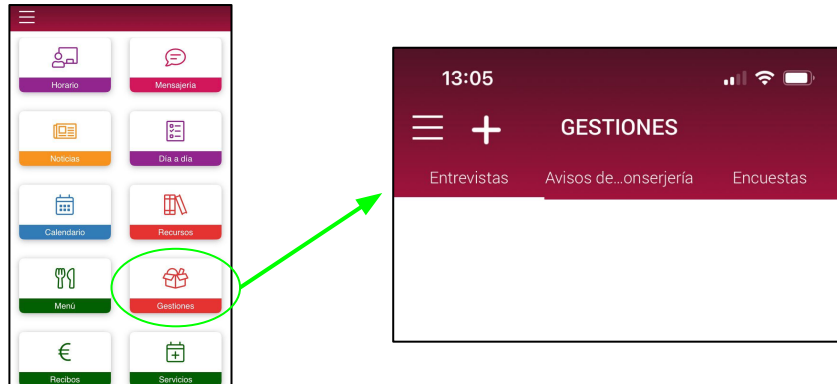 Horario
Mensajería
Noticias
Día a día
Calendario
Recursos
Menú
Gestiones
Recibos
Servicios
13:05
GESTIONES
Entrevistas
Avisos de...onserjería
Encuestas